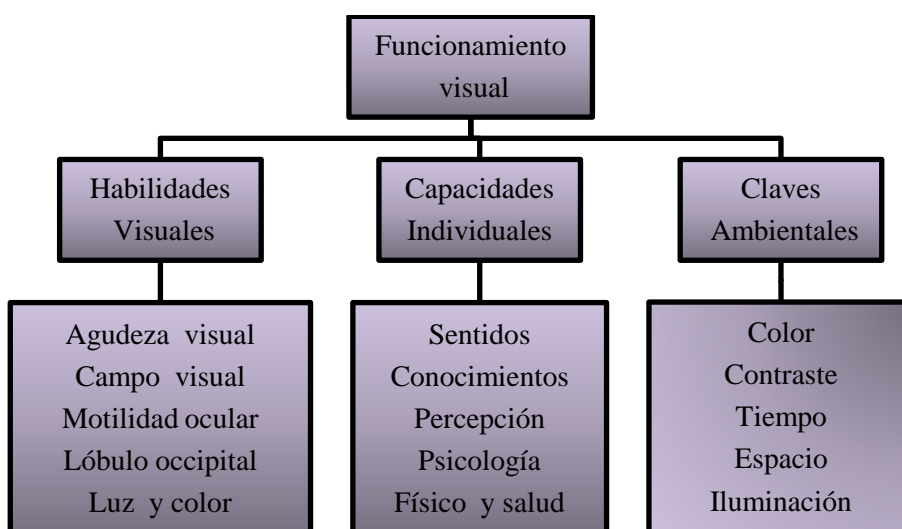 Funcionamiento
visual
Habilidades
Visuales
Capacidades
Individuales
Claves
Ambientales
Agudeza visual
Campo visual
Motilidad ocular
Lóbulo occipital
Luz y color
Sentidos
Conocimientos
Percepción
Psicología
Físico y salud
Color
Contraste
Tiempo
Espacio
Iluminación